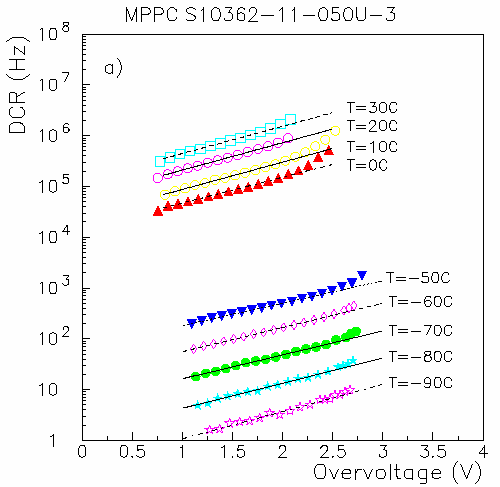 MPPC S10362-11-050U-3
DCR (Hz)
a)
10^8
10^7
10^6
10^5
10^4
10^3
10^2
10
1
T=30C
T=20C
T=10C
T=0C
T=-50C
T=-60C
T=-70C
T=-80C
T=-90C
0 0.5 1 1.5 2 2.5 3 3.5 4
Overvoltage (V)